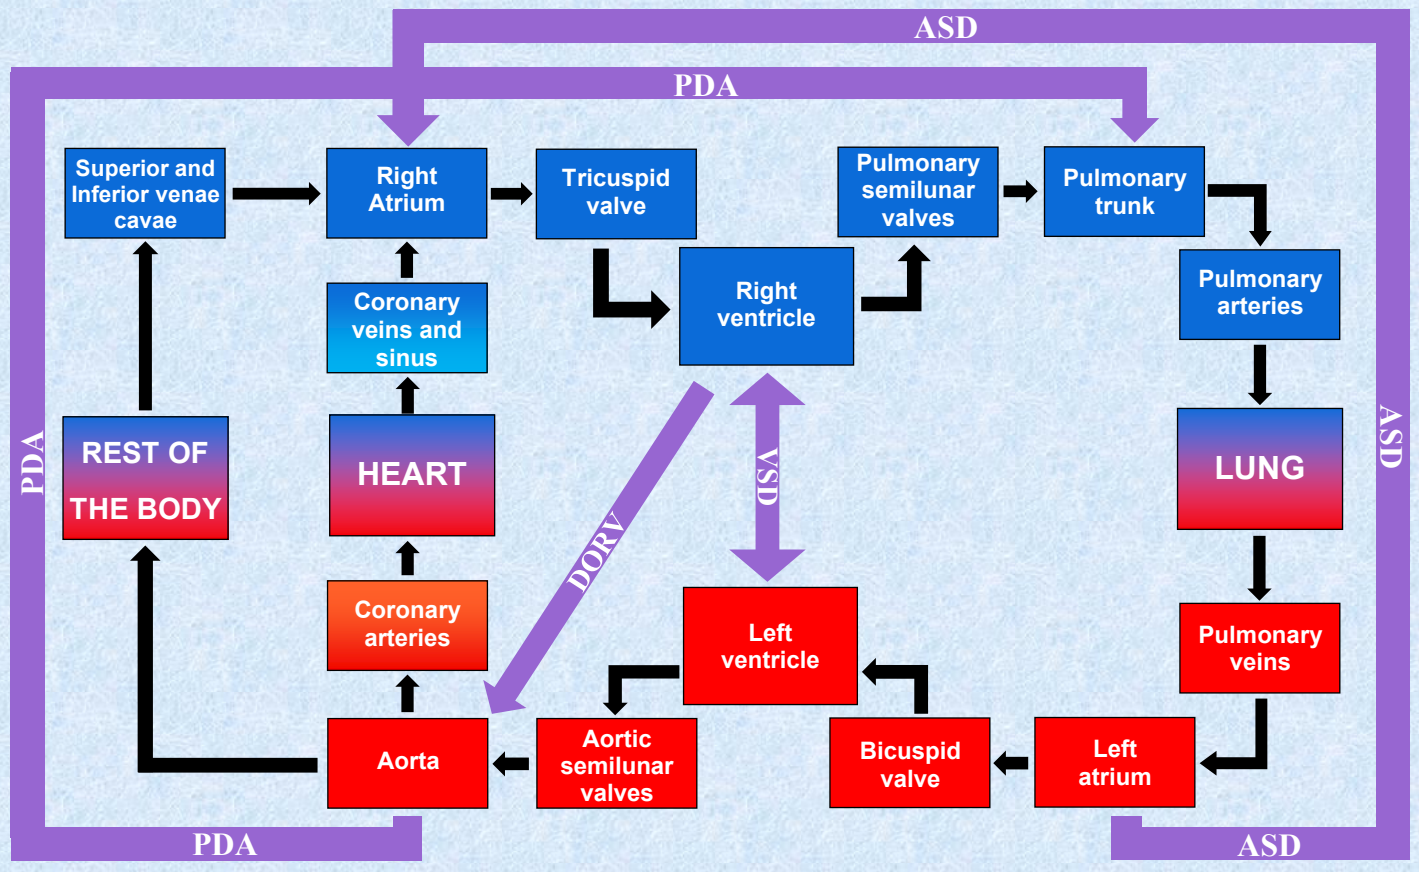 ASD
PDA
Superior and
Inferior venae
cavae
Right
Atrium
Tricuspid
valve
Pulmonary
semilunar
valves
Pulmonary
trunk
Coronary
veins and
sinus
Right
ventricle
Pulmonary
arteries
PDA
REST OF
THE BODY
HEART
DORV
VSD
LUNG
ASD
Coronary
arteries
Left
ventricle
Pulmonary
veins
Aorta
Aortic
semilunar
valves
Bicuspid
valve
Left
atrium
PDA
ASD